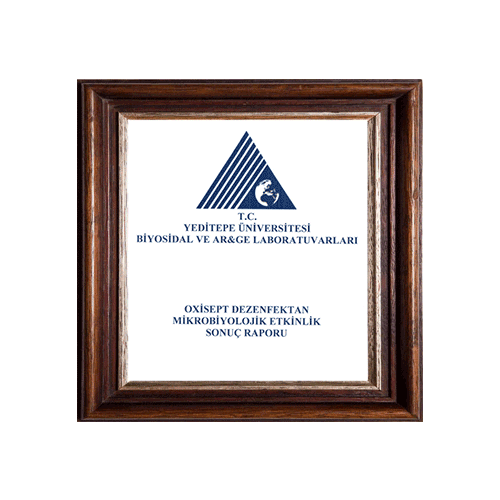 T.C.
YEDİTEPE ÜNİVERSİTESİ
BİYOSİDAL VE AR&GE LABORATUVARLARI
OXİSEPT DEZENFEKTAN
MİKROBİYOLOJİK ETKİNLİK
SONUÇ RAPORU